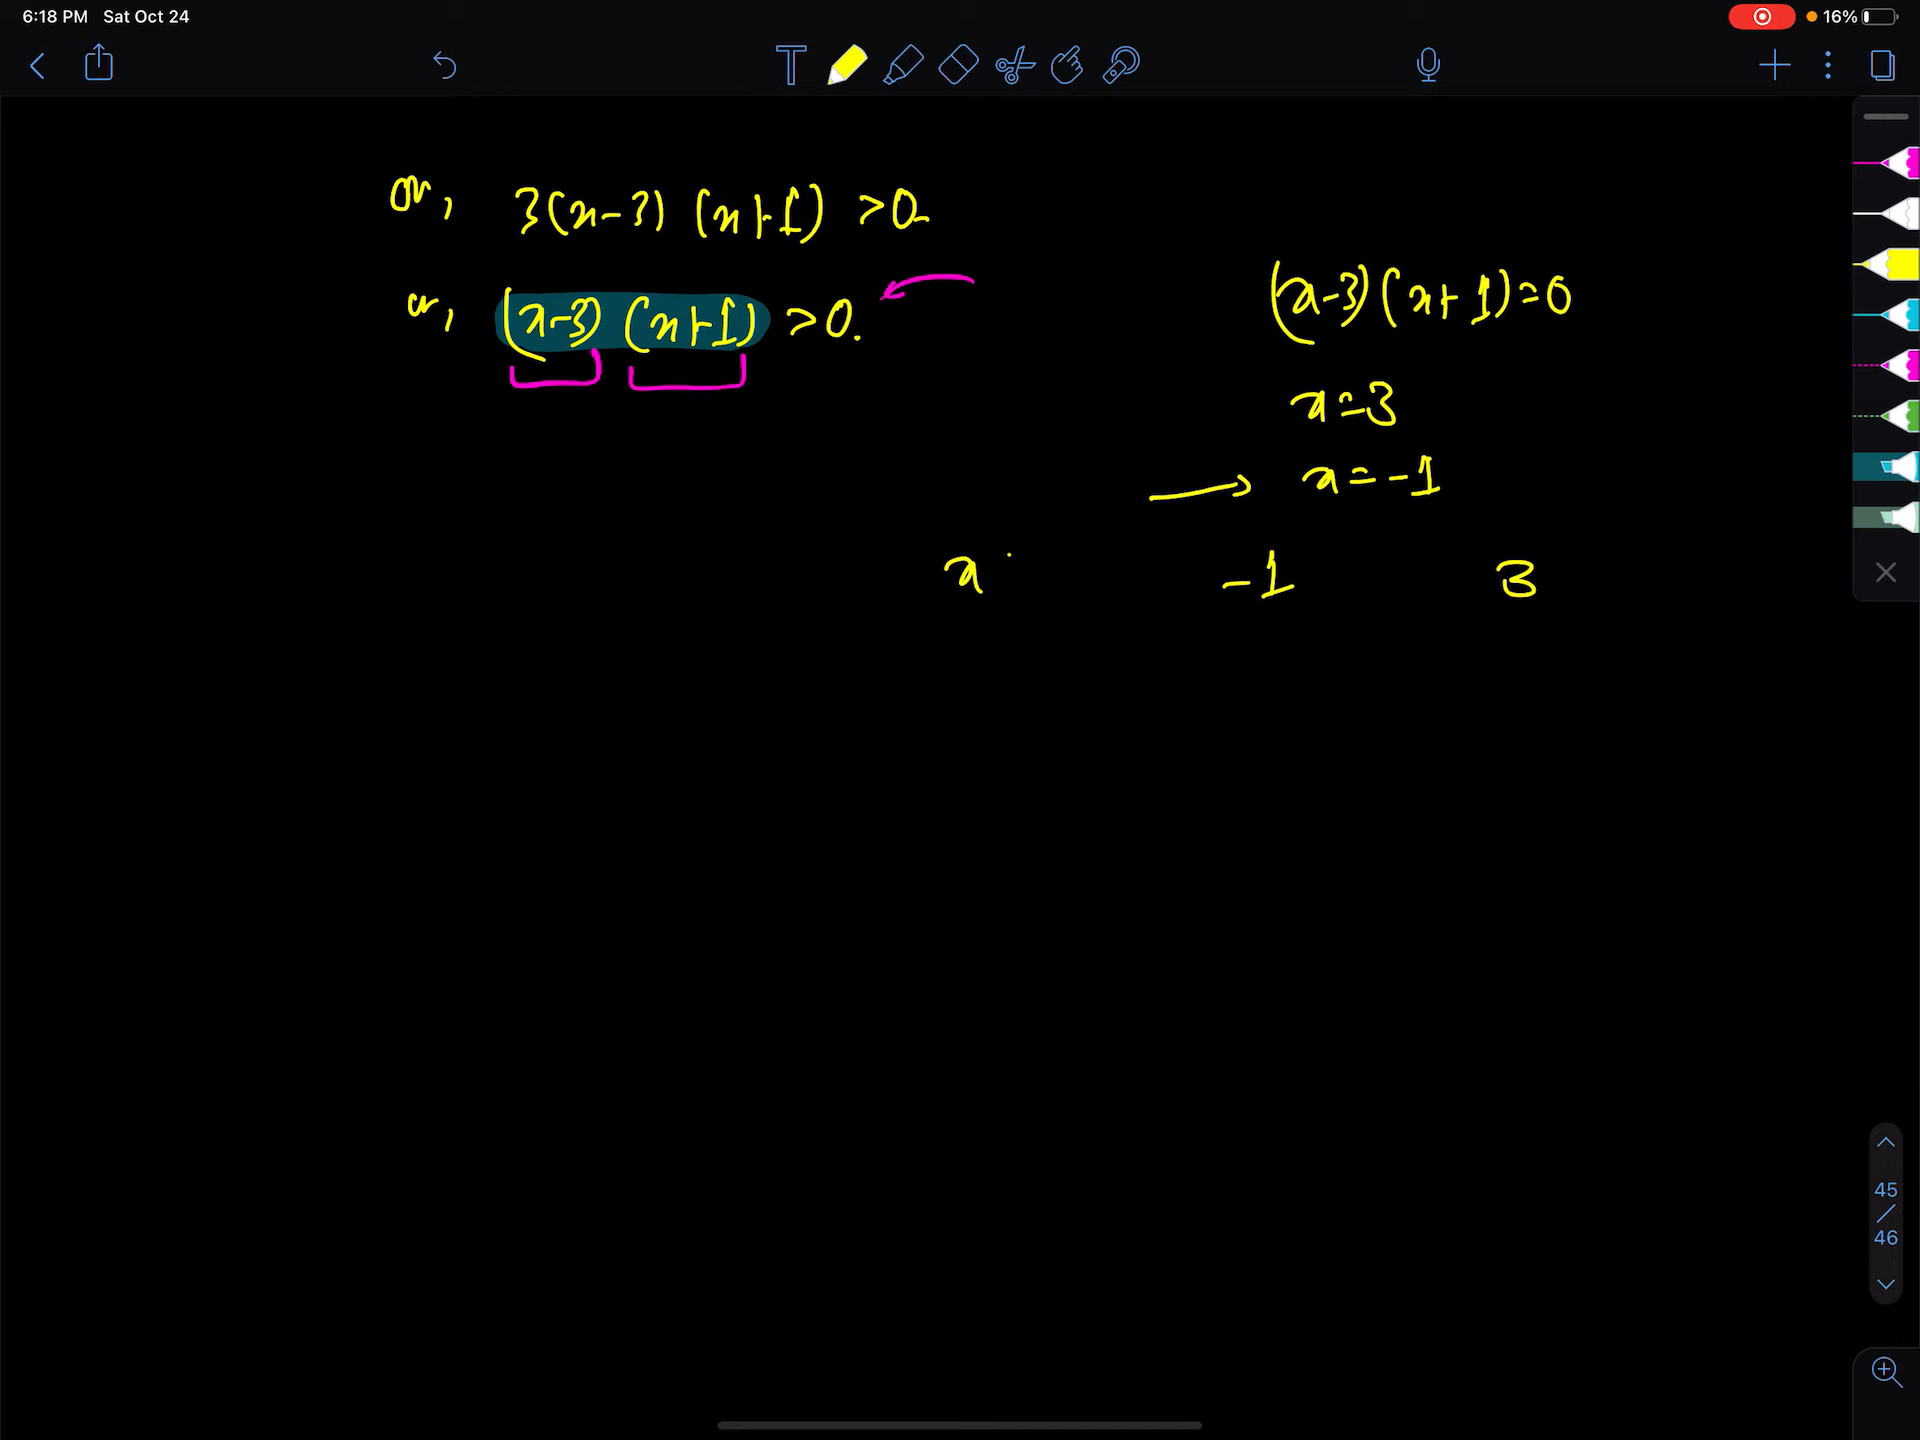 6:18 PM Sat Oct 24
16%
T
or, 3(x-3) (x+1) >0
or, (x-3) (x+1) >0.
(x-3)(x+1)=0
x=3
→ x=-1
x -1 3
45
/
46